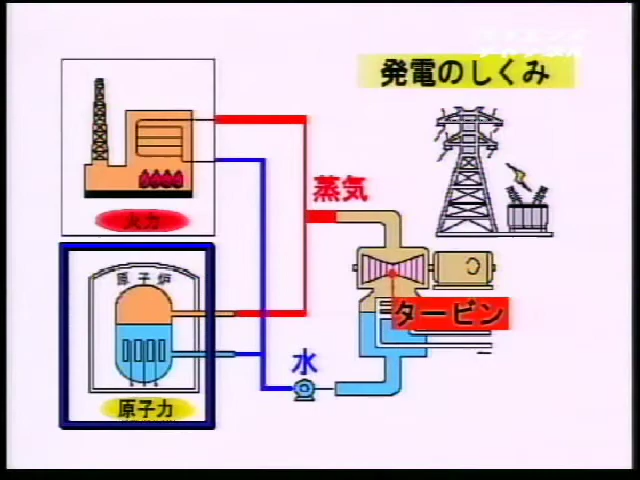 発電のしくみ
蒸気
火力
原子炉
タービン
水
原子力